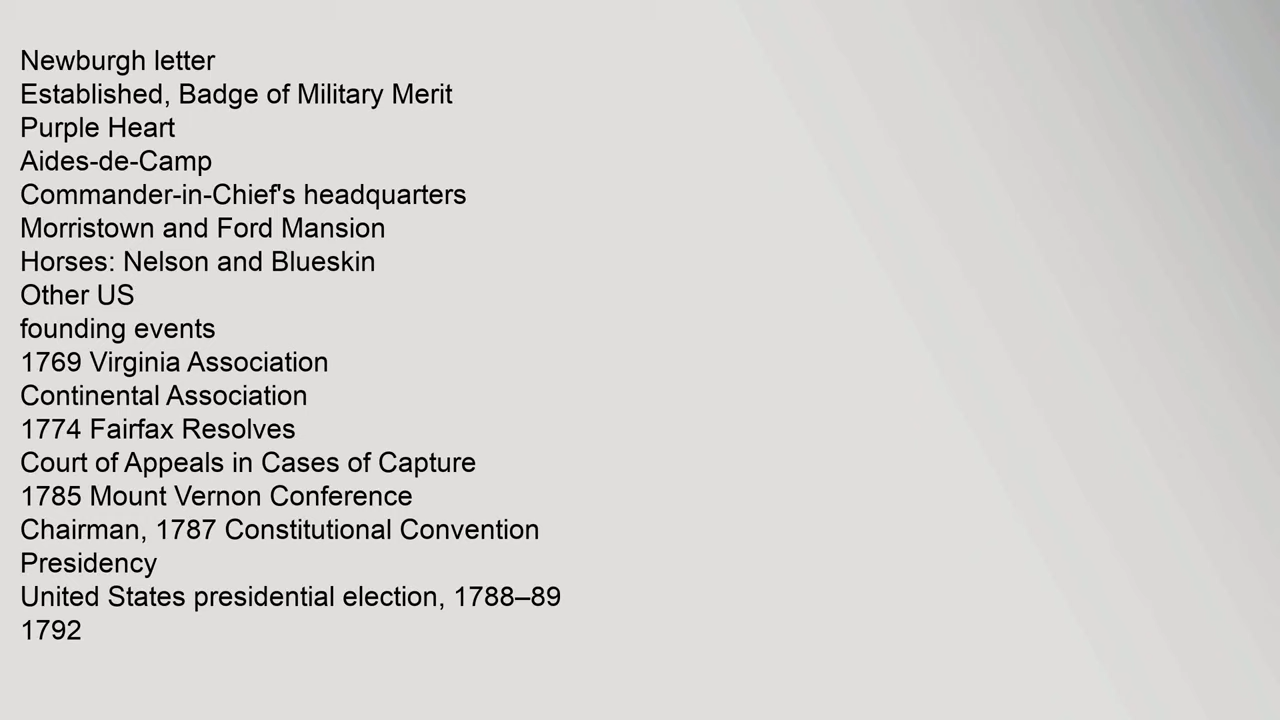 Newburgh letter
Established, Badge of Military Merit
Purple Heart
Aides-de-Camp
Commander-in-Chief's headquarters
Morristown and Ford Mansion
Horses: Nelson and Blueskin
Other US
founding events
1769 Virginia Association
Continental Association
1774 Fairfax Resolves
Court of Appeals in Cases of Capture
1785 Mount Vernon Conference
Chairman, 1787 Constitutional Convention
Presidency
United States presidential election, 1788–89
1792